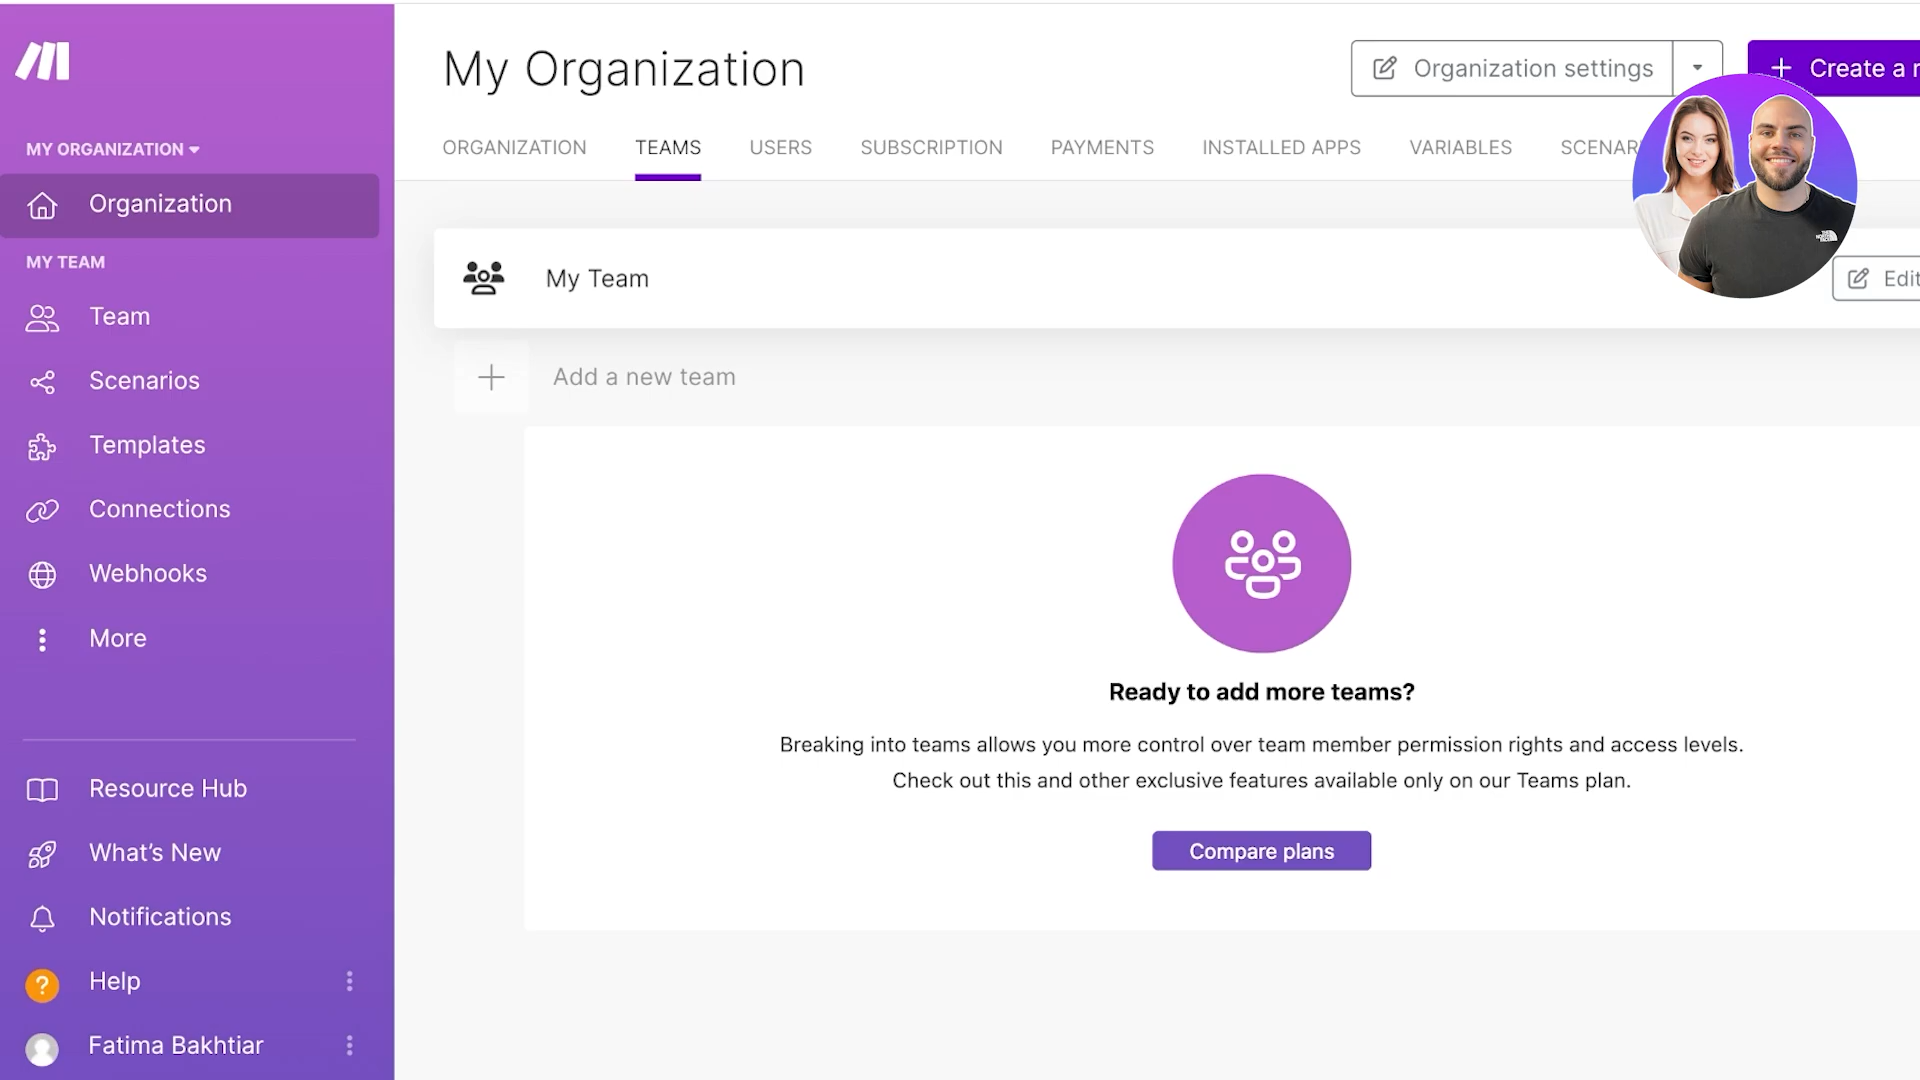 My Organization
Organization settings
Create a
MY ORGANIZATION
ORGANIZATION
TEAMS
USERS
SUBSCRIPTION
PAYMENTS
INSTALLED APPS
VARIABLES
SCENAR
Organization
MY TEAM
My Team
Edit
Team
Add a new team
Scenarios
Templates
Connections
Webhooks
More
Ready to add more teams?
Breaking into teams allows you more control over team member permission rights and access levels.
Check out this and other exclusive features available only on our Teams plan.
Compare plans
Resource Hub
What's New
Notifications
?
Help
Fatima Bakhtiar